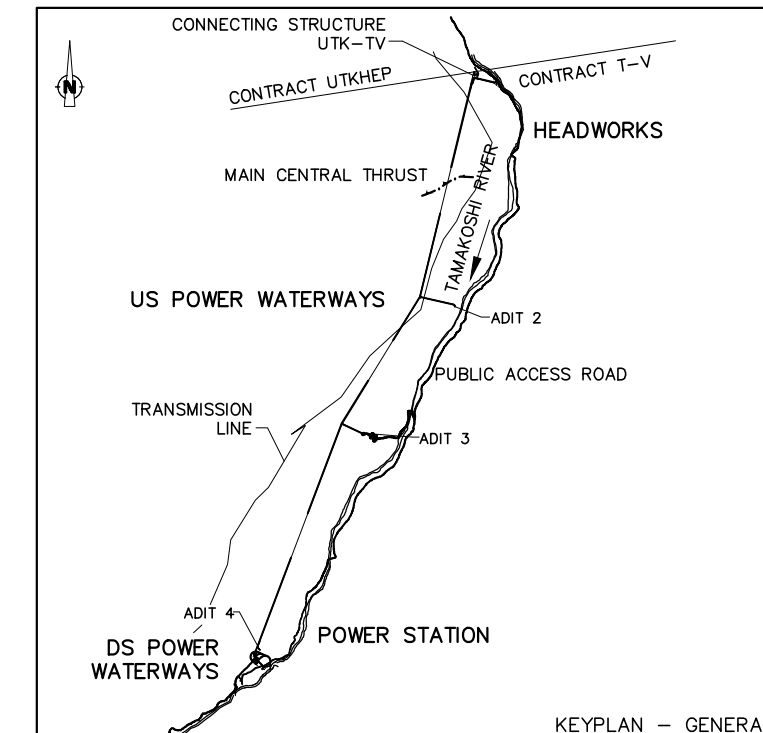 CONNECTING STRUCTURE
UTK-TV
N
CONTRACT UTKHEP
CONTRACT T-V
HEADWORKS
MAIN CENTRAL THRUST
TAMAKOSHI RIVER
US POWER WATERWAYS
ADIT 2
PUBLIC ACCESS ROAD
TRANSMISSION
LINE
ADIT 3
ADIT 4
POWER STATION
DS POWER
WATERWAYS
KEYPLAN – GENERA